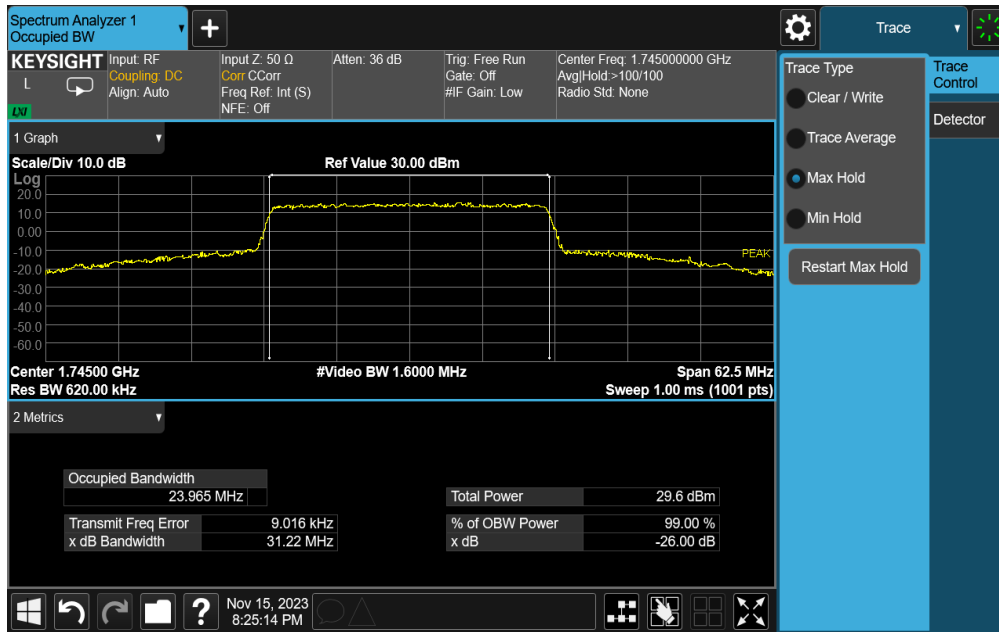 Spectrum Analyzer 1
Occupied BW
+
Trace
KEYSIGHT
L
LXI
Input: RF
Coupling: DC
Align: Auto
Input Z: 50 Ω
Corr CCorr
Freq Ref: Int (S)
NFE: Off
Atten: 36 dB
Trig: Free Run
Gate: Off
#IF Gain: Low
Center Freq: 1.745000000 GHz
Avg|Hold:>100/100
Radio Std: None
Trace Type
Clear / Write
Trace Average
Max Hold
Min Hold
Restart Max Hold
Trace
Control
Detector
1 Graph
Scale/Div 10.0 dB
Ref Value 30.00 dBm
Log
20.0
10.0
0.00
-10.0
-20.0
-30.0
-40.0
-50.0
-60.0
PEAK
Center 1.74500 GHz
#Video BW 1.6000 MHz
Span 62.5 MHz
Res BW 620.00 kHz
Sweep 1.00 ms (1001 pts)
2 Metrics
Occupied Bandwidth
23.965 MHz
Total Power 29.6 dBm
Transmit Freq Error 9.016 kHz
% of OBW Power 99.00 %
x dB Bandwidth 31.22 MHz
x dB -26.00 dB
?
Nov 15, 2023
8:25:14 PM